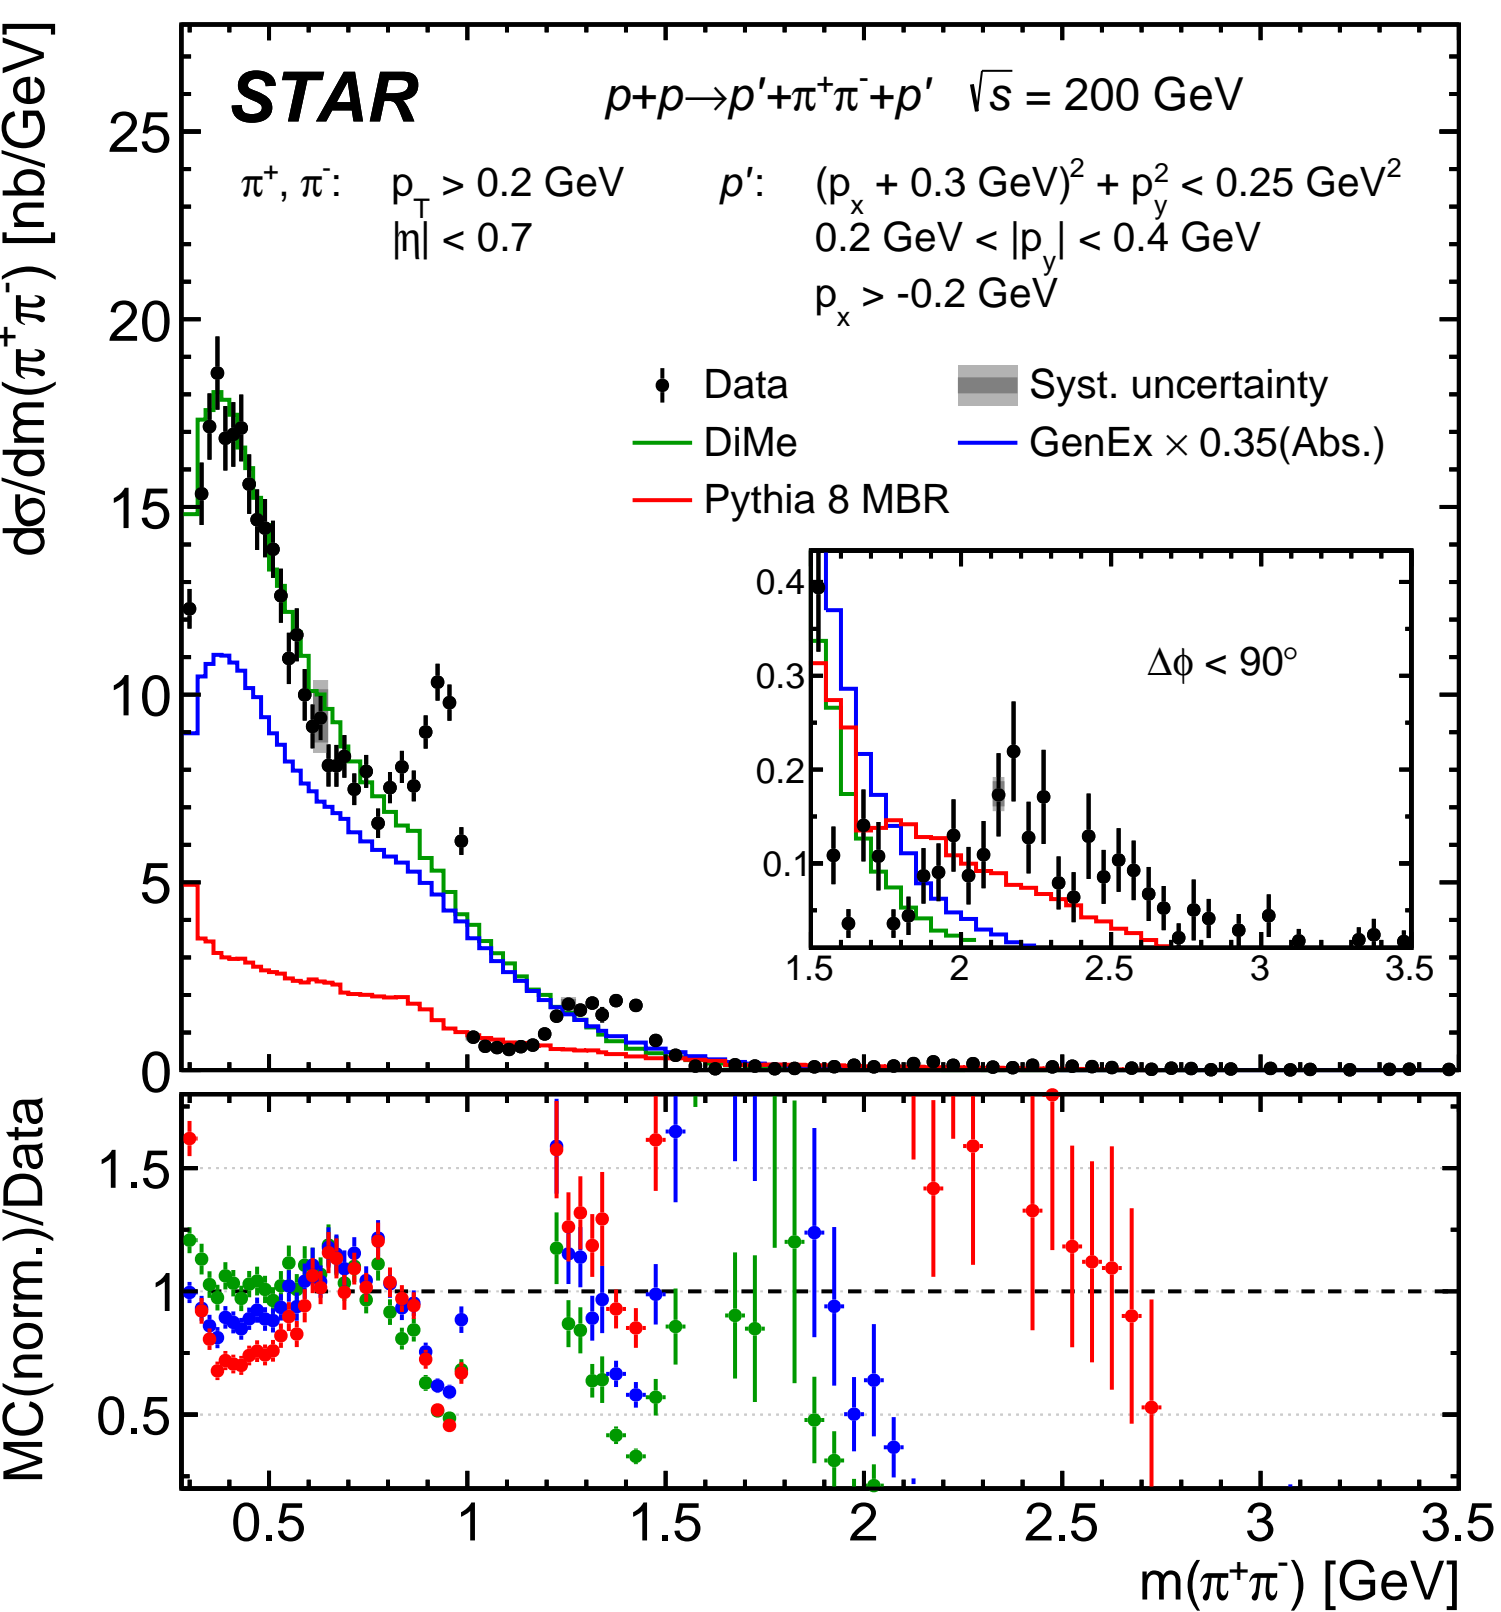 STAR
p+p→p′+π⁺π⁻+p′ √s = 200 GeV
π⁺, π⁻: p_T > 0.2 GeV p′: (p_x + 0.3 GeV)² + p_y² < 0.25 GeV²
|η| < 0.7 0.2 GeV < |p_y| < 0.4 GeV
p_x > -0.2 GeV
Data Syst. uncertainty
DiMe GenEx × 0.35(Abs.)
Pythia 8 MBR
dσ/dm(π⁺π⁻) [nb/GeV]
25
20
15
10
5
0
Δϕ < 90°
0.4
0.3
0.2
0.1
1.5 2 2.5 3 3.5
MC(norm.)/Data
1.5
1
0.5
0.5 1 1.5 2 2.5 3 3.5
m(π⁺π⁻) [GeV]